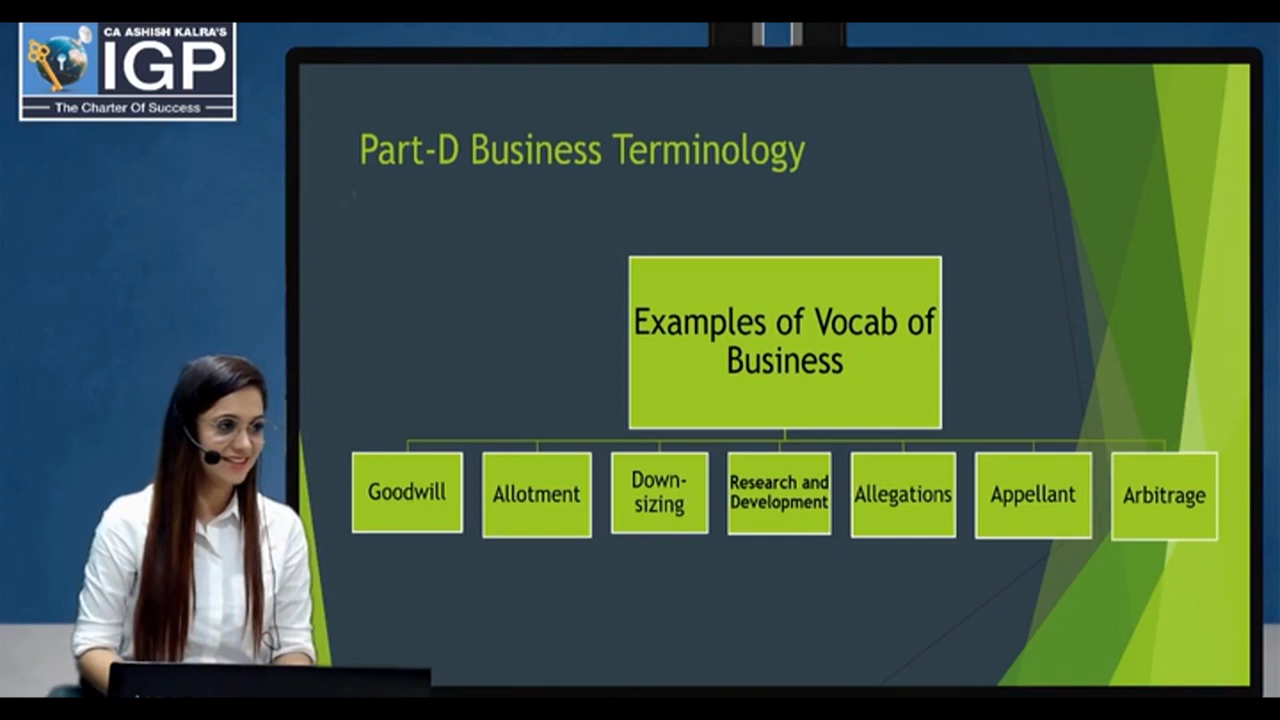 CA ASHISH KALRA'S
IGP
The Charter Of Success
Part-D Business Terminology
Examples of Vocab of
Business
Goodwill
Allotment
Down-
sizing
Research and
Development
Allegations
Appellant
Arbitrage